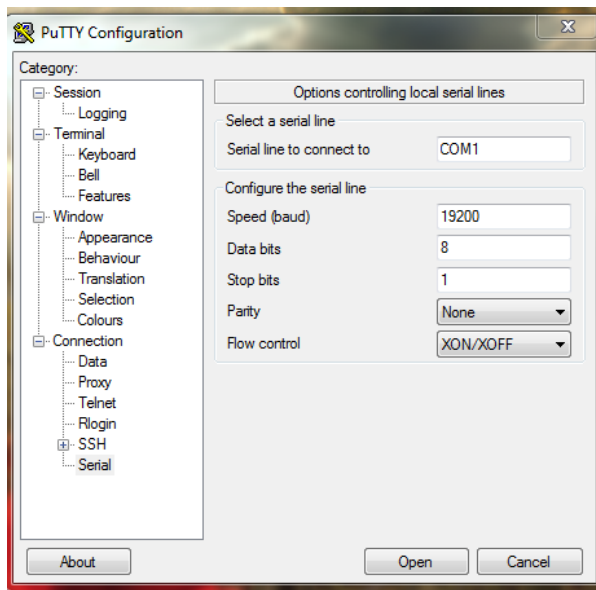 PuTTY Configuration
Category:
Session
Logging
Terminal
Keyboard
Bell
Features
Window
Appearance
Behaviour
Translation
Selection
Colours
Connection
Data
Proxy
Telnet
Rlogin
SSH
Serial
Options controlling local serial lines
Select a serial line
Serial line to connect to COM1
Configure the serial line
Speed (baud) 19200
Data bits 8
Stop bits 1
Parity None
Flow control XON/XOFF
About Open Cancel